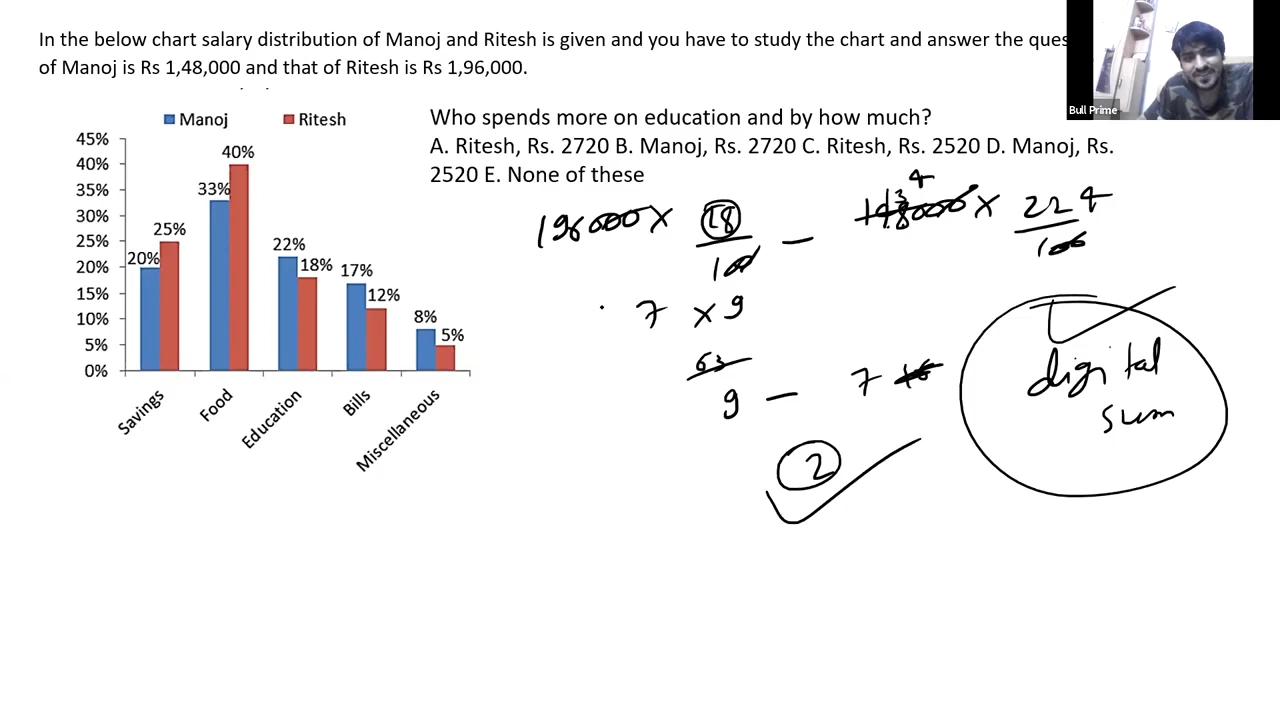 In the below chart salary distribution of Manoj and Ritesh is given and you have to study the chart and answer the ques
of Manoj is Rs 1,48,000 and that of Ritesh is Rs 1,96,000.
Bull Prime
Manoj Ritesh
45%
40%
35%
30%
25%
20%
15%
10%
5%
0%
20% 25%
33% 40%
22% 18%
17% 12%
8% 5%
Savings
Food
Education
Bills
Miscellaneous
Who spends more on education and by how much?
A. Ritesh, Rs. 2720 B. Manoj, Rs. 2720 C. Ritesh, Rs. 2520 D. Manoj, Rs.
2520 E. None of these
4
13
196000 x 18/100 − 148000 x 22/100 4
7 x 9
63
9 − 7 16
2
digital
sum